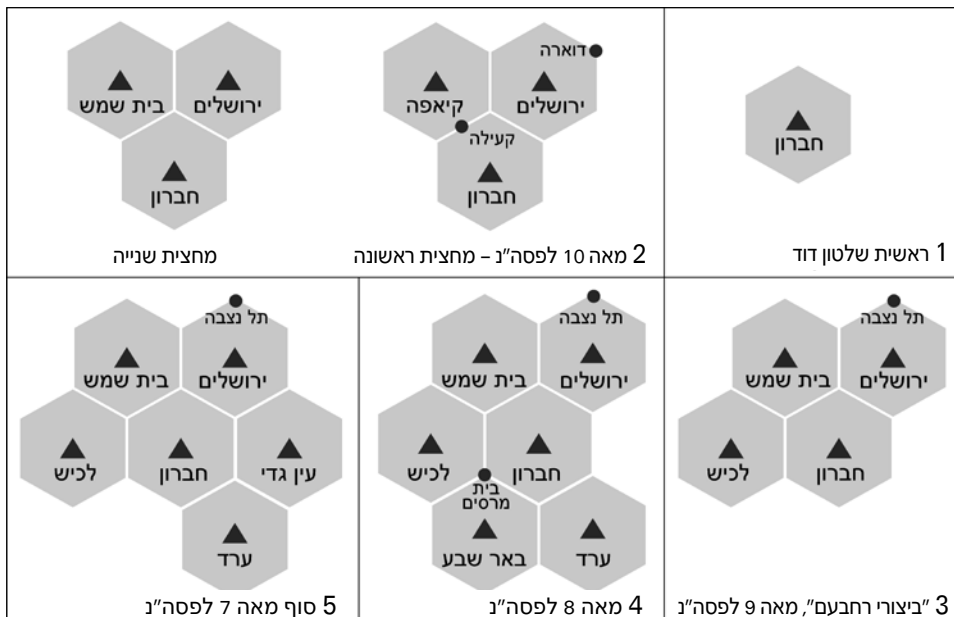 חברון
1 ראשית שלטון דוד
דוארה
ירושלים
קיאפה
קעילה
חברון
2 מאה 10 לפסה"נ – מחצית ראשונה
ירושלים
בית שמש
חברון
מחצית שנייה
תל נצבה
ירושלים
בית שמש
חברון
לכיש
3 "ביצורי רחבעם", מאה 9 לפסה"נ
תל נצבה
ירושלים
בית שמש
חברון
לכיש
בית
מרסים
ערד
באר שבע
4 מאה 8 לפסה"נ
תל נצבה
ירושלים
בית שמש
עין גדי
חברון
לכיש
ערד
5 סוף מאה 7 לפסה"נ